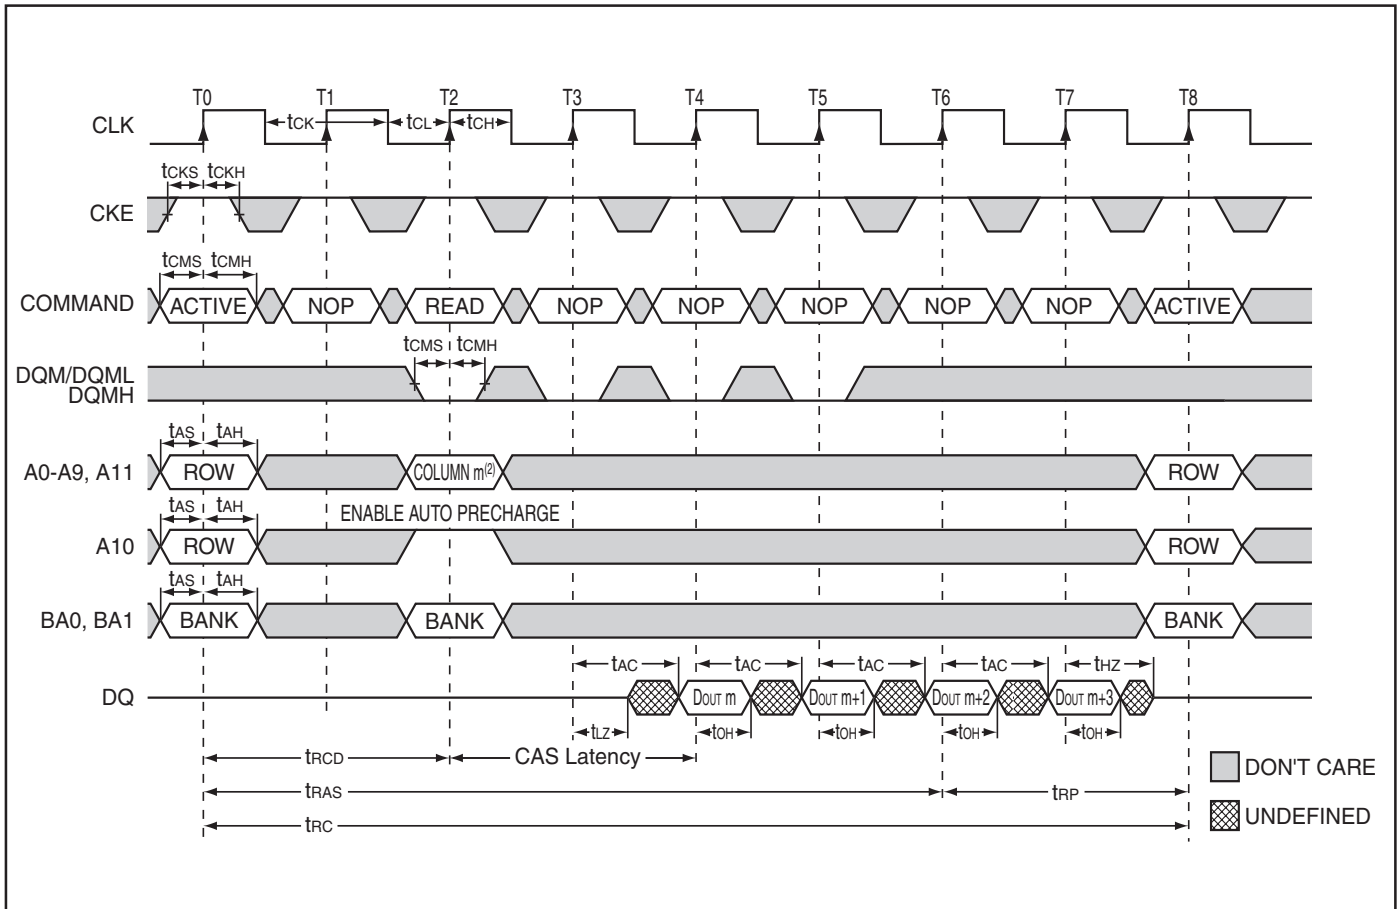 T0 T1 T2 T3 T4 T5 T6 T7 T8
CLK tCK tCL tCH
tCKS tCKH
CKE
tCMS tCMH
COMMAND ACTIVE NOP READ NOP NOP NOP NOP NOP ACTIVE
tCMS tCMH
DQM/DQML
DQMH
tAS tAH
A0-A9, A11 ROW COLUMN m(2) ROW
tAS tAH ENABLE AUTO PRECHARGE
A10 ROW ROW
tAS tAH
BA0, BA1 BANK BANK BANK
tAC tAC tAC tAC tHZ
DQ DOUT m DOUT m+1 DOUT m+2 DOUT m+3
tLZ tOH tOH tOH tOH
tRCD CAS Latency
DON'T CARE
tRAS tRP
UNDEFINED
tRC